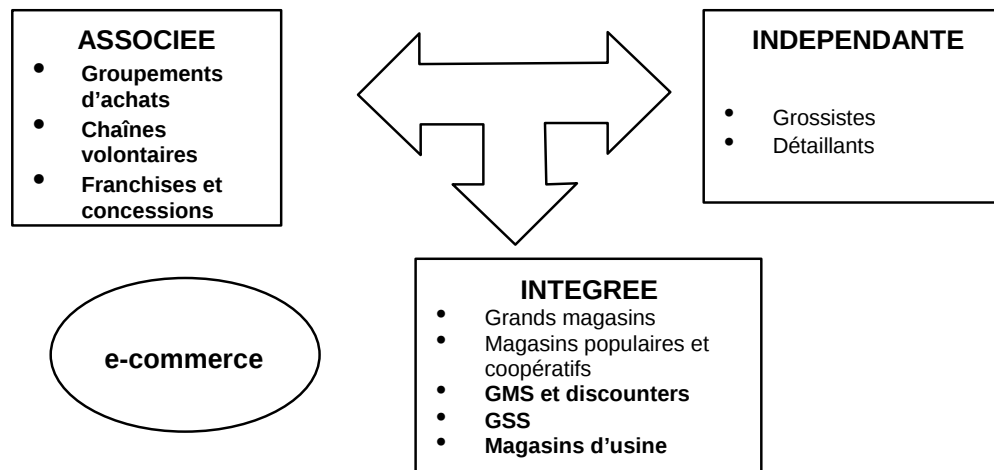 ASSOCIEE
• Groupements
d’achats
• Chaînes
volontaires
• Franchises et
concessions
INDEPENDANTE
• Grossistes
• Détaillants
e-commerce
INTÉGREE
• Grands magasins
• Magasins populaires et
coopératifs
• GMS et discounters
• GSS
• Magasins d’usine